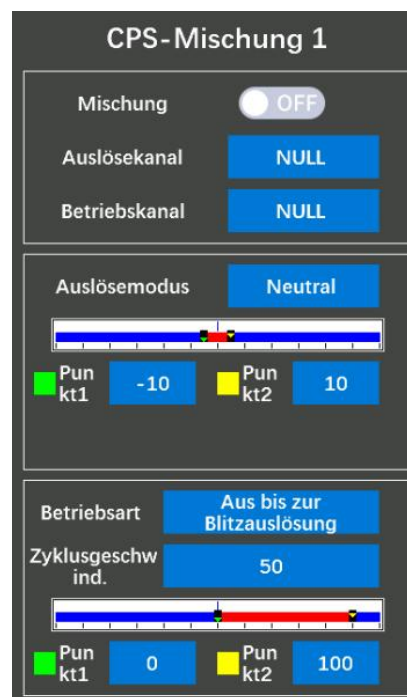 CPS-Mischung 1
Mischung OFF
Auslösekanal NULL
Betriebskanal NULL
Auslösemodus Neutral
Pun
kt1 -10 Pun
kt2 10
Betriebsart Aus bis zur
Blitzauslösung
Zyklusgeschw
ind. 50
Pun
kt1 0 Pun
kt2 100